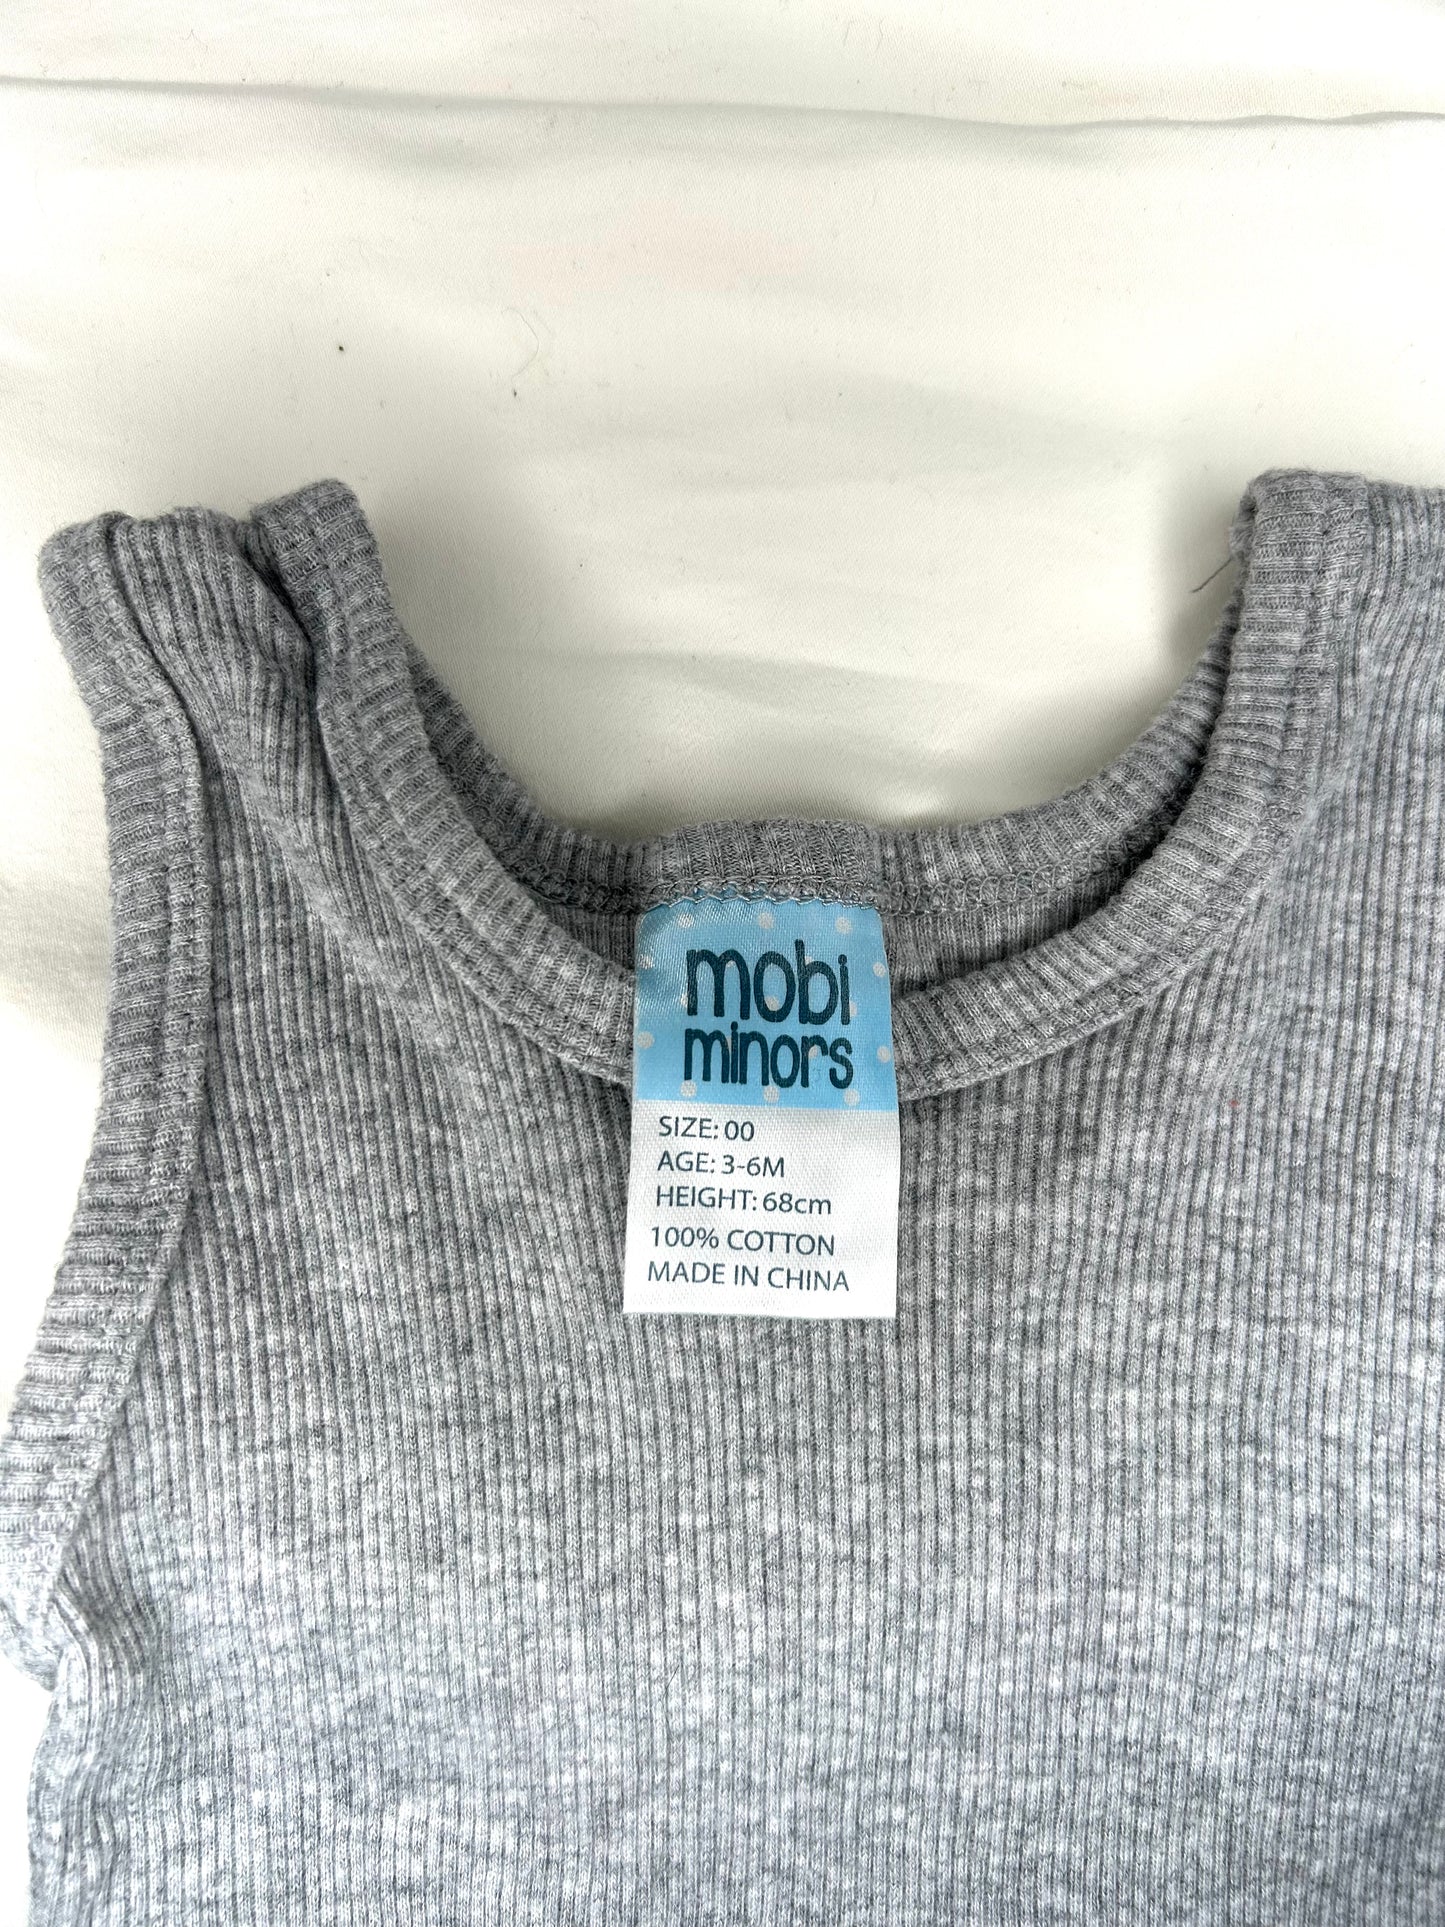 mobi
minors
SIZE: 00
AGE: 3-6M
HEIGHT: 68cm
100% COTTON
MADE IN CHINA